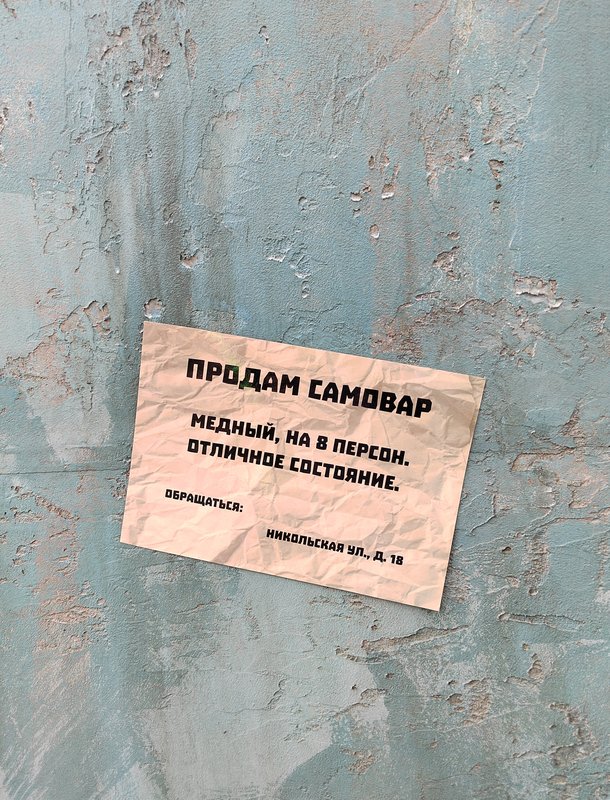 ПРОДАМ САМОВАР
МЕДНЫЙ, НА 8 ПЕРСОН.
ОТЛИЧНОЕ СОСТОЯНИЕ.
ОБРАЩАТЬСЯ:
НИКОЛЬСКАЯ УЛ., Д. 18